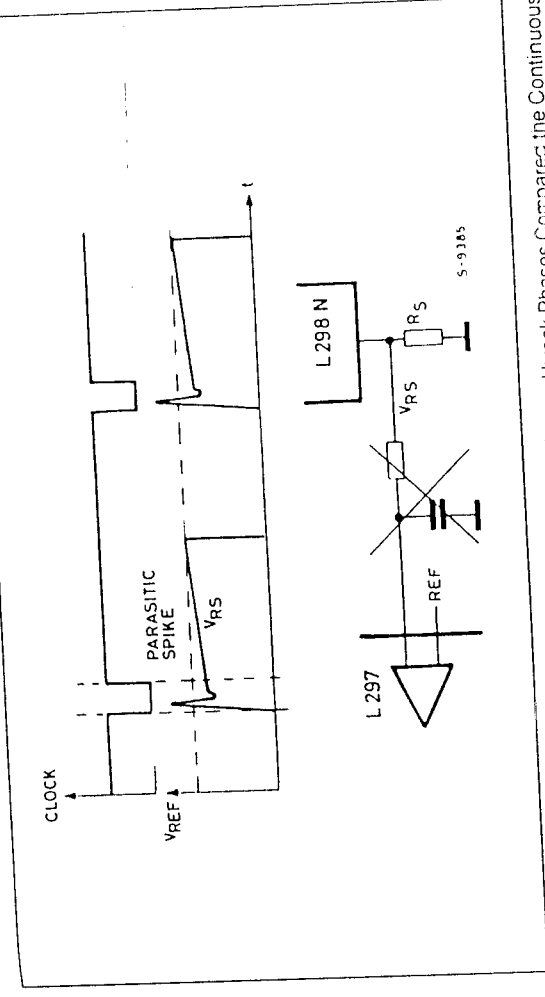 CLOCK
VREF
PARASITIC
SPIKE
VRS
t
L297
REF
VRS
L298N
RS
S-9385
Phases Compared the Continuous